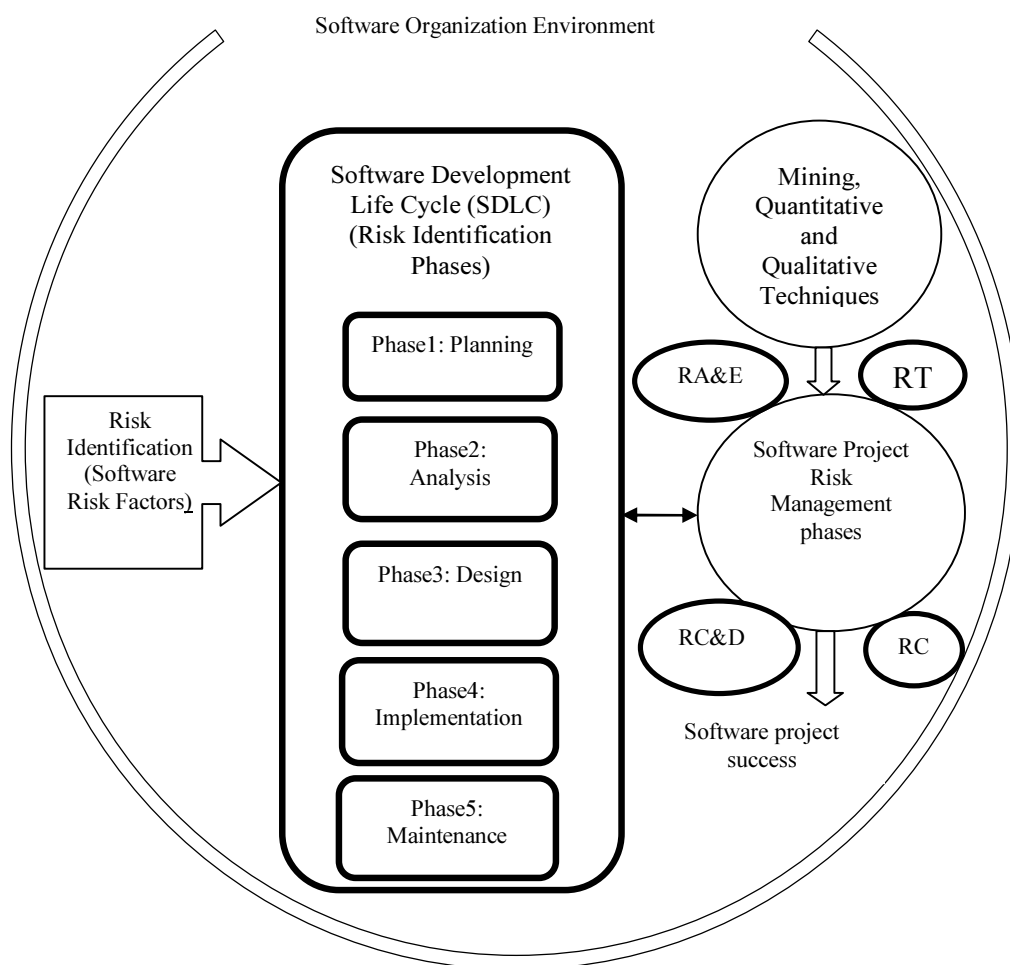 Software Organization Environment
Software Development
Life Cycle (SDLC)
(Risk Identification
Phases)
Phase1: Planning
Phase2:
Analysis
Phase3: Design
Phase4:
Implementation
Phase5:
Maintenance
Risk
Identification
(Software
Risk Factors)
Mining,
Quantitative
and
Qualitative
Techniques
RA&E
RT
Software Project
Risk
Management
phases
RC&D
RC
Software project
success